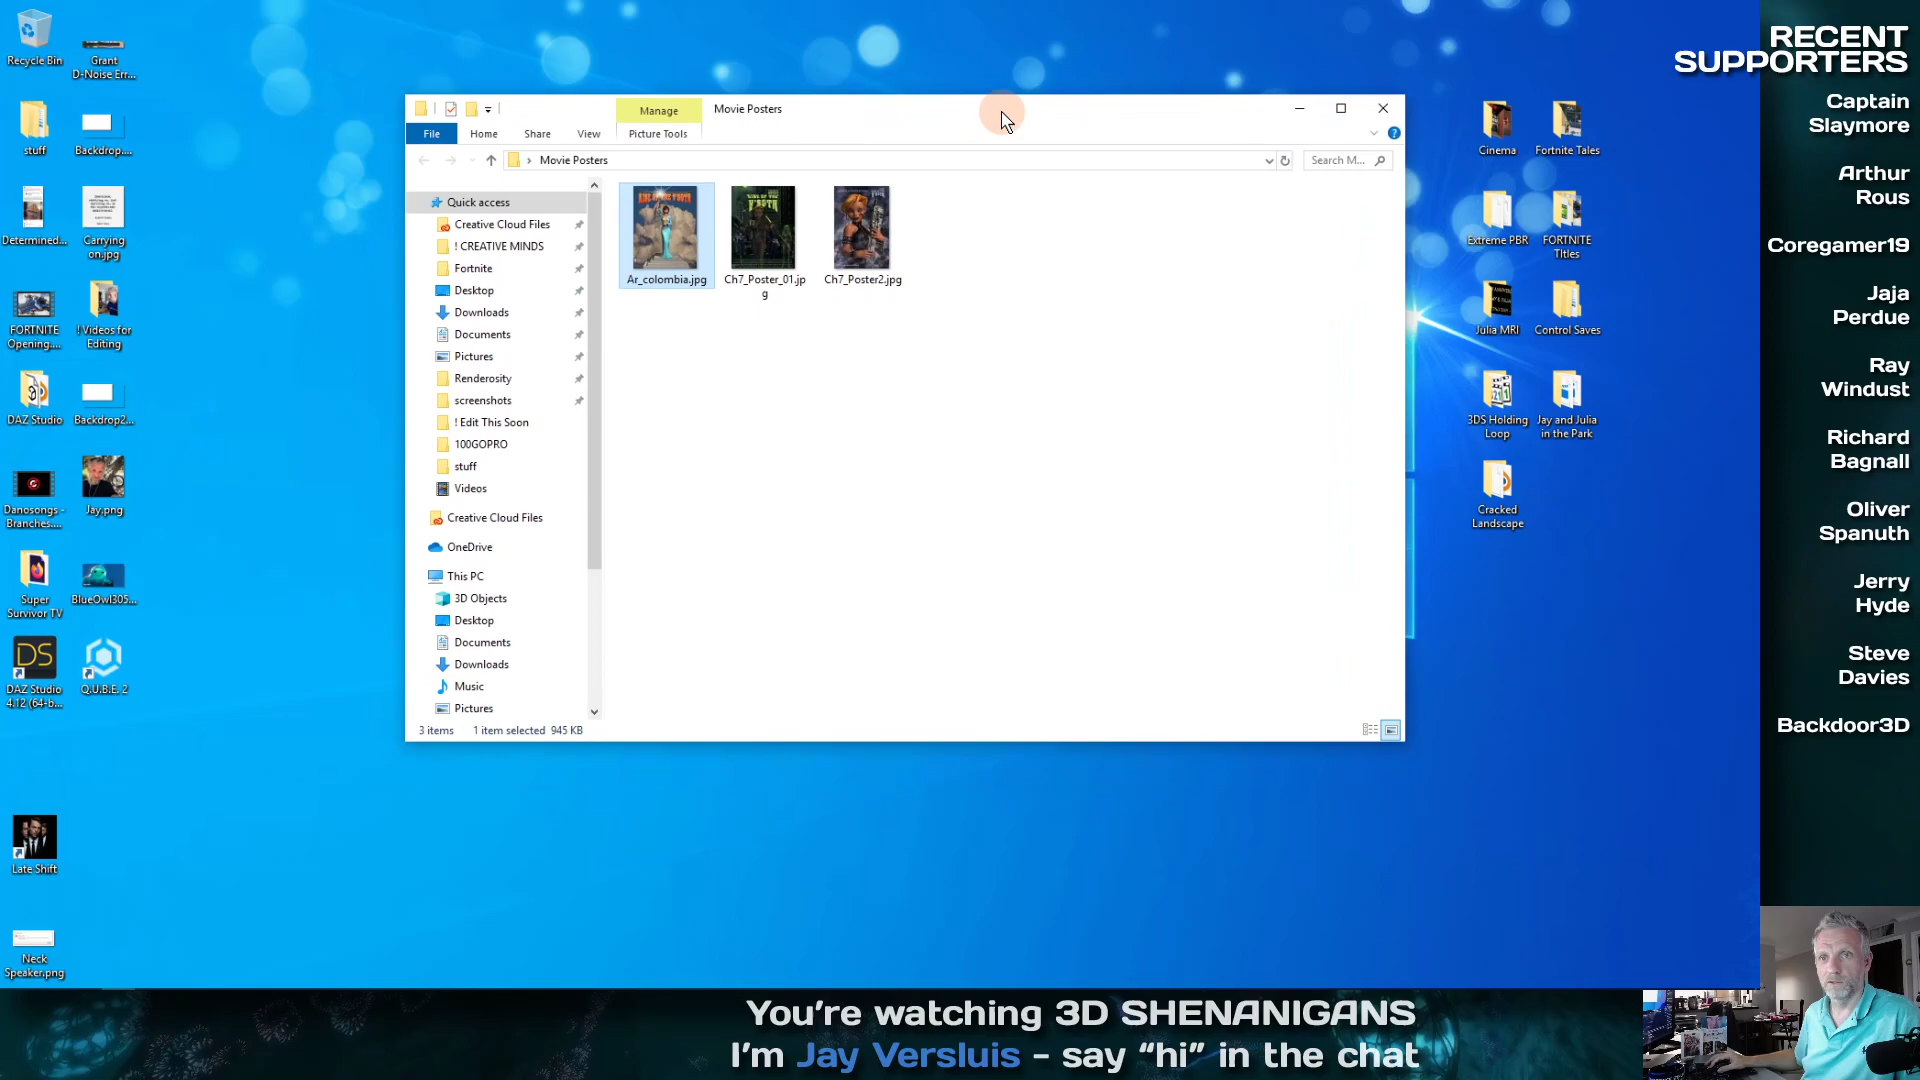 Recycle Bin
Grant
D-Noise Err...
stuff
Backdrop....
Determined...
Carrying
on.jpg
FORTNITE
Opening....
! Videos for
Editing
DAZ Studio
Backdrop2...
Danosongs -
Branches....
Jay.png
Super
Survivor TV
BlueOwl305...
DS
DAZ Studio
4.12 (64-b...
Q.U.B.E. 2
Late Shift
Neck
Speaker.png
Manage
Movie Posters
File
Home
Share
View
Picture Tools
Movie Posters
Search M...
Quick access
Creative Cloud Files
! CREATIVE MINDS
Fortnite
Desktop
Downloads
Documents
Pictures
Renderosity
screenshots
! Edit This Soon
100GOPRO
stuff
Videos
Creative Cloud Files
OneDrive
This PC
3D Objects
Desktop
Documents
Downloads
Music
Pictures
Ar_colombia.jpg
Ch7_Poster_01.jp
g
Ch7_Poster2.jpg
3 items
1 item selected 945 KB
Cinema
Fortnite Tales
Extreme PBR
FORTNITE
TItles
Julia MRI
Control Saves
3DS Holding
Loop
Jay and Julia
in the Park
Cracked
Landscape
RECENT
SUPPORTERS
Captain
Slaymore
Arthur
Rous
Coregamer19
Jaja
Perdue
Ray
Windust
Richard
Bagnall
Oliver
Spanuth
Jerry
Hyde
Steve
Davies
Backdoor3D
You're watching 3D SHENANIGANS
I'm Jay Versluis - say "hi" in the chat